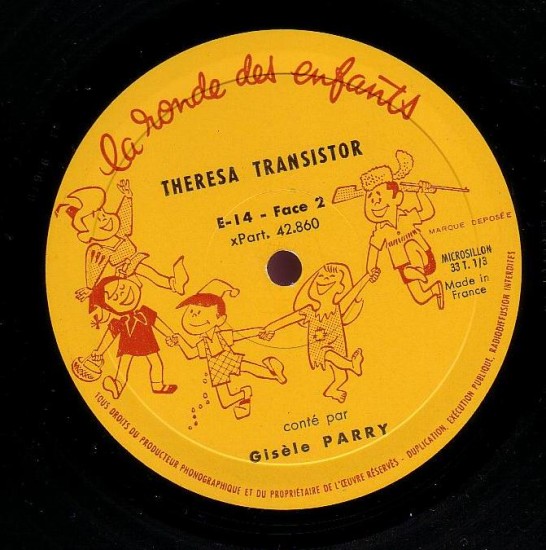 la ronde des enfants
THERESA TRANSISTOR
E-14 - Face 2
xPart. 42.860
MARQUE DEPOSÉE
MICROSILLON
33 T. 1/3
Made in
France
conté par
Gisèle PARRY
TOUS DROITS DU PRODUCTEUR PHONOGRAPHIQUE ET DU PROPRIÉTAIRE DE L'ŒUVRE RÉSERVÉS - DUPLICATION, EXÉCUTION PUBLIQUE, RADIODIFFUSION INTERDITES